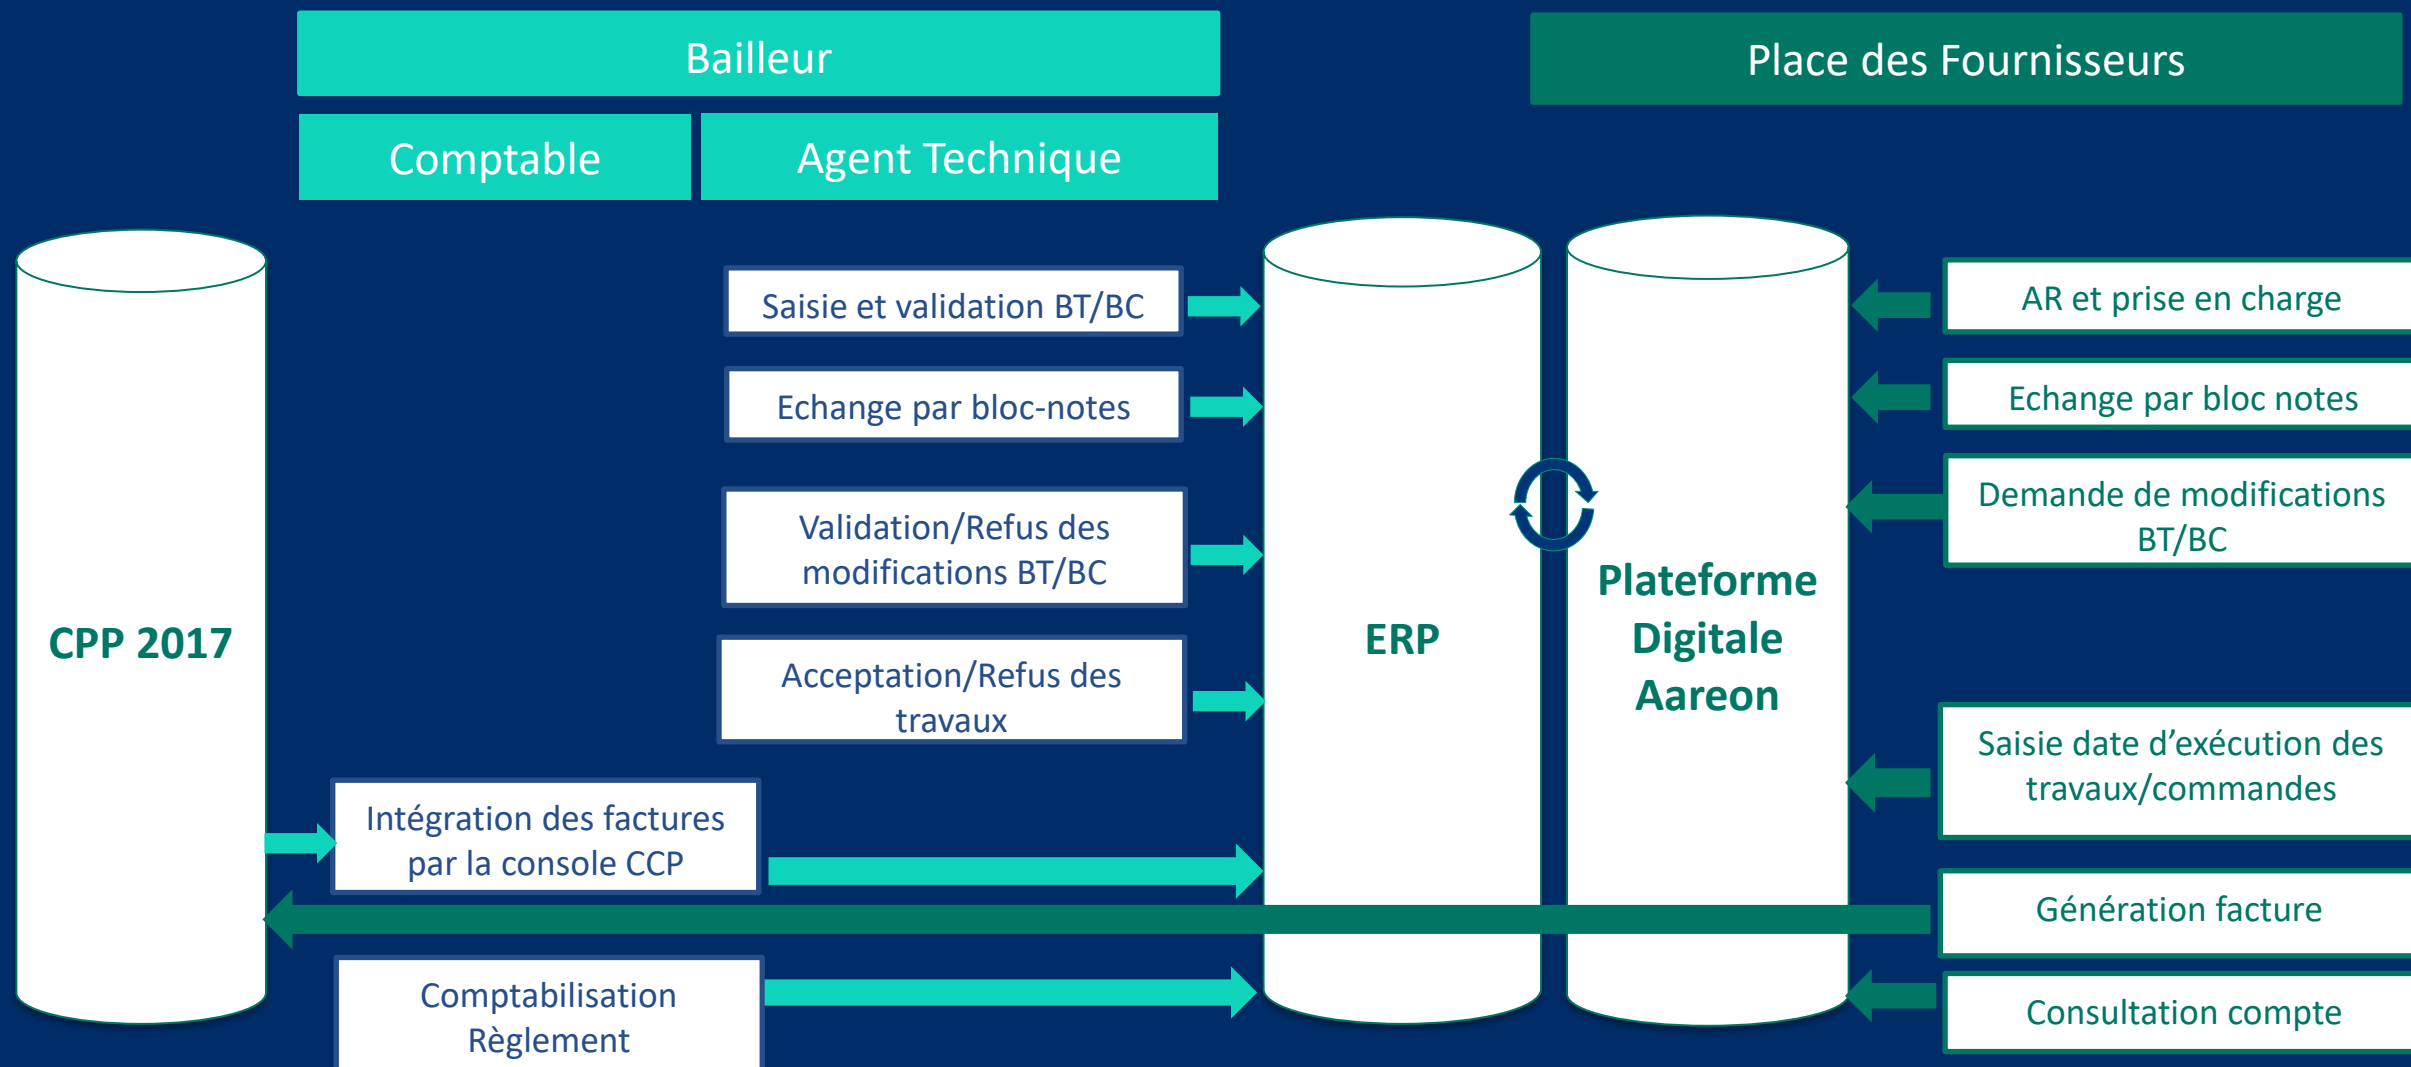 Bailleur
Place des Fournisseurs
Comptable
Agent Technique
Saisie et validation BT/BC
AR et prise en charge
Echange par bloc-notes
Echange par bloc notes
Validation/Refus des
modifications BT/BC
Demande de modifications
BT/BC
CPP 2017
ERP
Plateforme
Digitale
Aareon
Acceptation/Refus des
travaux
Saisie date d’exécution des
travaux/commandes
Intégration des factures
par la console CCP
Génération facture
Comptabilisation
Règlement
Consultation compte